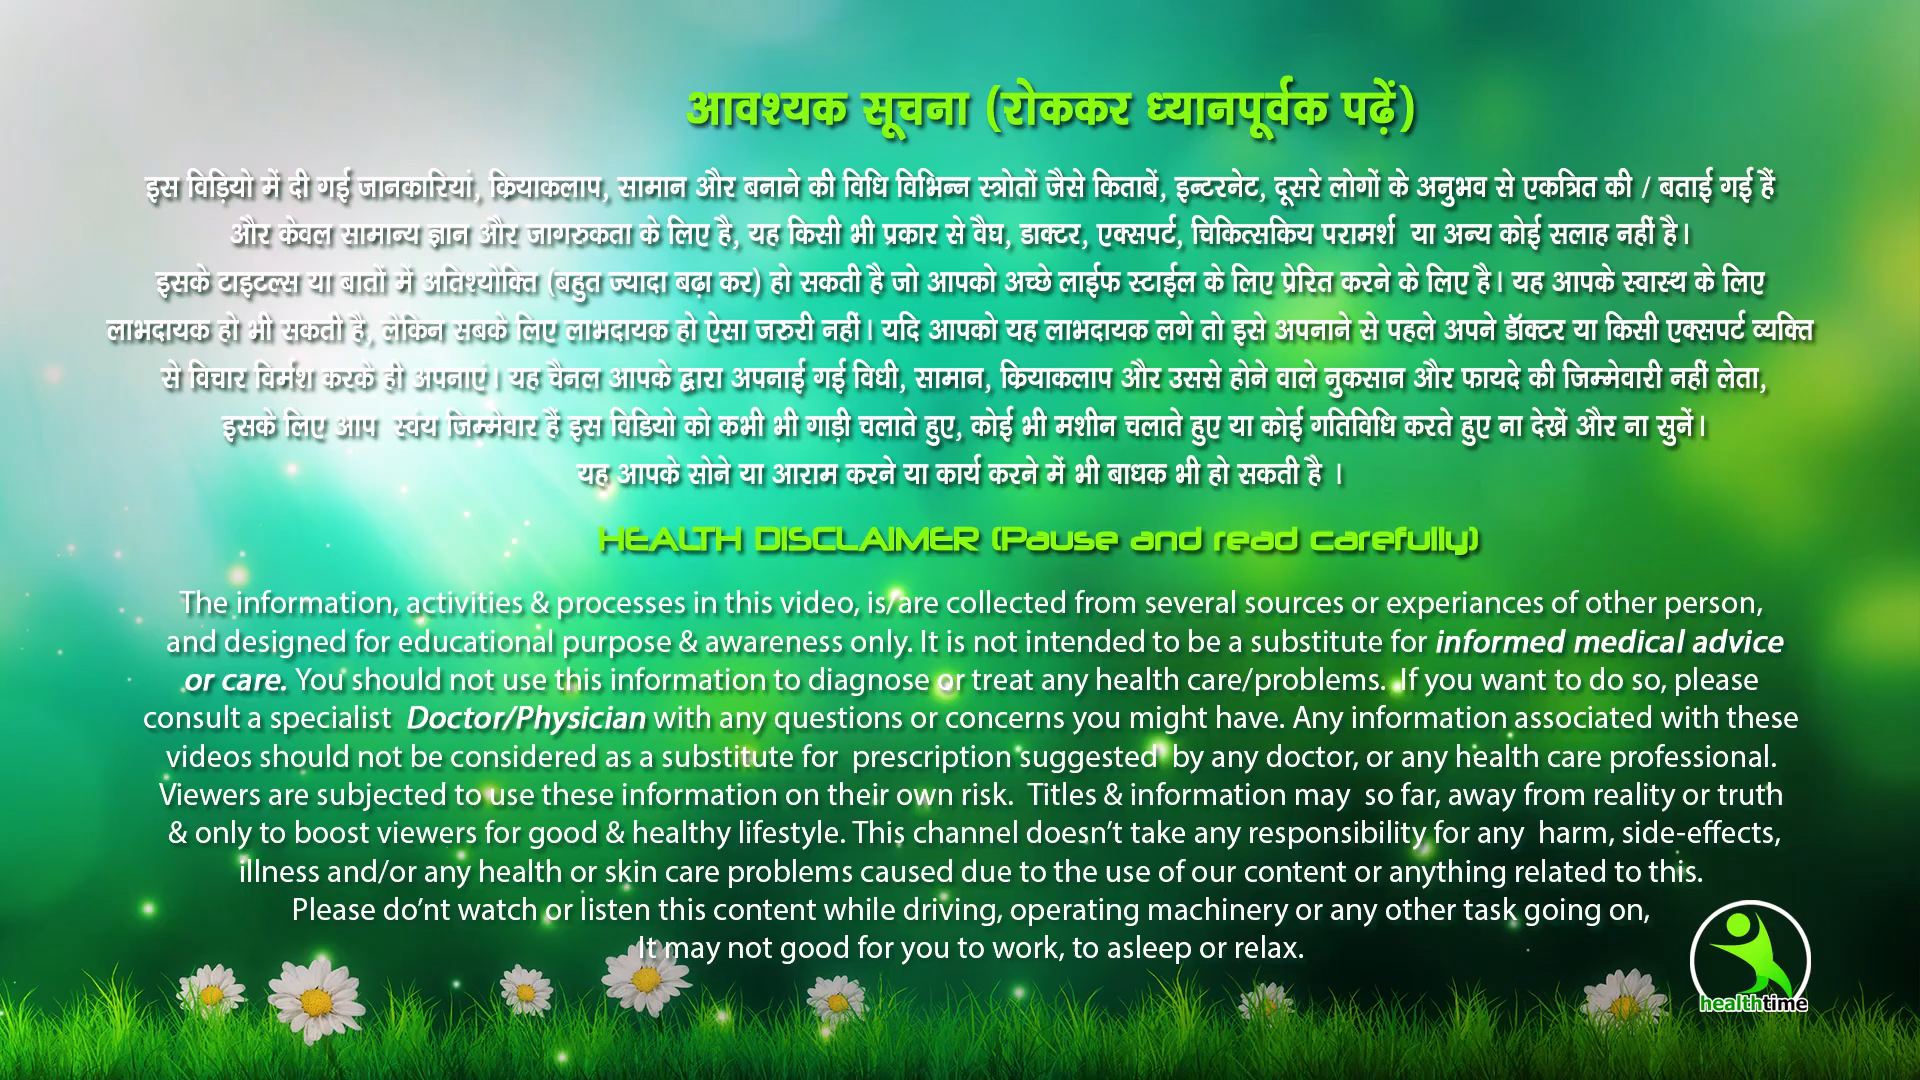 आवश्यक सूचना (रोककर ध्यानपूर्वक पढ़ें)
इस विड़ियो में दी गई जानकारियां, क्रियाकलाप, सामान और बनाने की विधि विभिन्न स्त्रोतों जैसे किताबें, इन्टरनेट, दूसरे लोगों के अनुभव से एकत्रित की / बताई गई हैं
और केवल सामान्य ज्ञान और जागरुकता के लिए है, यह किसी भी प्रकार से वैघ, डाक्टर, एक्सपर्ट, चिकित्सकिय परामर्श या अन्य कोई सलाह नहीं है।
इसके टाइटल्स या बातों में अतिश्योक्ति (बहुत ज्यादा बढ़ा कर) हो सकती है जो आपको अच्छे लाईफ स्टाईल के लिए प्रेरित करने के लिए है। यह आपके स्वास्थ के लिए
लाभदायक हो भी सकती है, लेकिन सबके लिए लाभदायक हो ऐसा जरुरी नहीं। यदि आपको यह लाभदायक लगे तो इसे अपनाने से पहले अपने डॉक्टर या किसी एक्सपर्ट व्यक्ति
से विचार विर्मश करके ही अपनाएं। यह चैनल आपके द्वारा अपनाई गई विधी, सामान, क्रियाकलाप और उससे होने वाले नुकसान और फायदे की जिम्मेवारी नहीं लेता,
इसके लिए आप स्वंय जिम्मेवार हैं इस विडियो को कभी भी गाड़ी चलाते हुए, कोई भी मशीन चलाते हुए या कोई गतिविधि करते हुए ना देखें और ना सुनें।
यह आपके सोने या आराम करने या कार्य करने में भी बाधक भी हो सकती है ।
HEALTH DISCLAIMER (Pause and read carefully)
The information, activities & processes in this video, is/are collected from several sources or experiances of other person,
and designed for educational purpose & awareness only. It is not intended to be a substitute for informed medical advice
or care. You should not use this information to diagnose or treat any health care/problems. If you want to do so, please
consult a specialist Doctor/Physician with any questions or concerns you might have. Any information associated with these
videos should not be considered as a substitute for prescription suggested by any doctor, or any health care professional.
Viewers are subjected to use these information on their own risk. Titles & information may so far, away from reality or truth
& only to boost viewers for good & healthy lifestyle. This channel doesn’t take any responsibility for any harm, side-effects,
illness and/or any health or skin care problems caused due to the use of our content or anything related to this.
Please do’nt watch or listen this content while driving, operating machinery or any other task going on,
It may not good for you to work, to asleep or relax.
healthtime